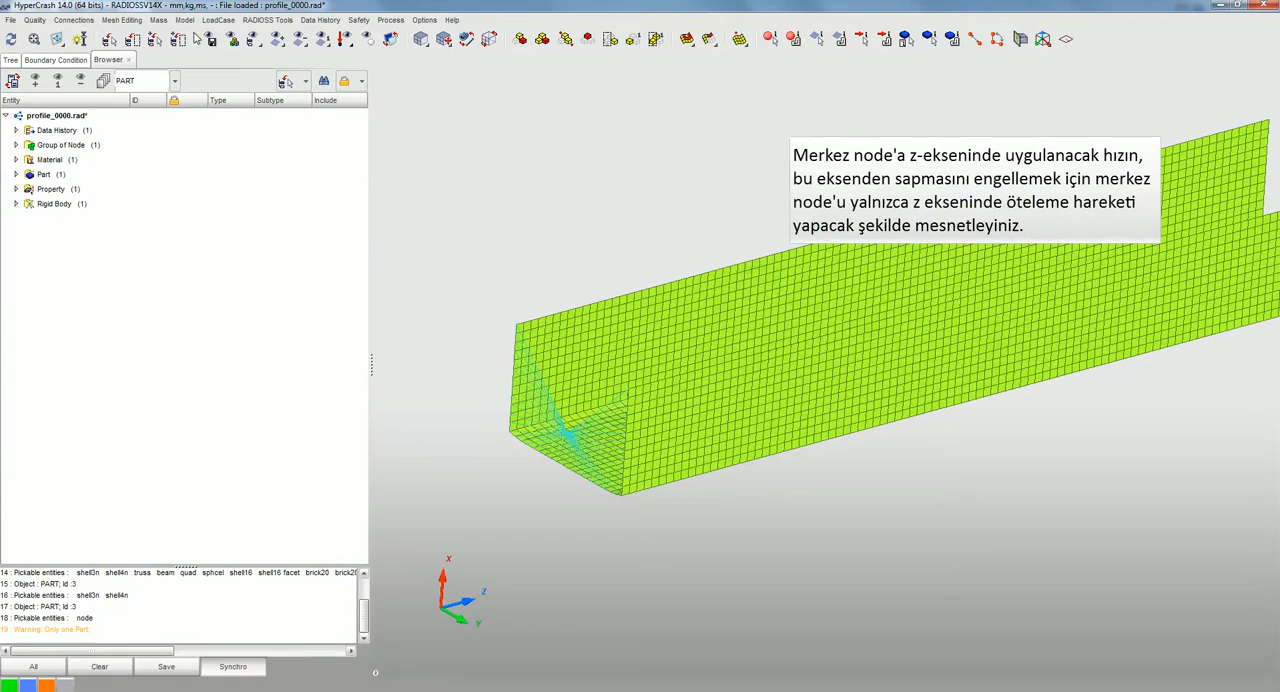 HyperCrash 14.0 (64 bits) - RADIOSSV14X - mm,kg,ms, - : File loaded : profile_0000.rad*
File Quality Connections Mesh Editing Mass Model LoadCase RADIOSS Tools Data History Safety Process Options Help
Tree Boundary Condition Browser ×
PART
Entity ID Type Subtype Include
profile_0000.rad*
Data History (1)
Group of Node (1)
Material (1)
Part (1)
Property (1)
Rigid Body (1)
Merkez node'a z-ekseninde uygulanacak hızın,
bu eksenden sapmasını engellemek için merkez
node'u yalnızca z ekseninde öteleme hareketi
yapacak şekilde mesnetleyiniz.
x
z
y
14 : Pickable entities : shell3n shell4n truss beam quad sphcel shell16 shell16 facet brick20 brick20
15 : Object : PART; Id :3
16 : Pickable entities : shell3n shell4n
17 : Object : PART; Id :3
18 : Pickable entities : node
19 : Warning: Only one Part
All Clear Save Synchro